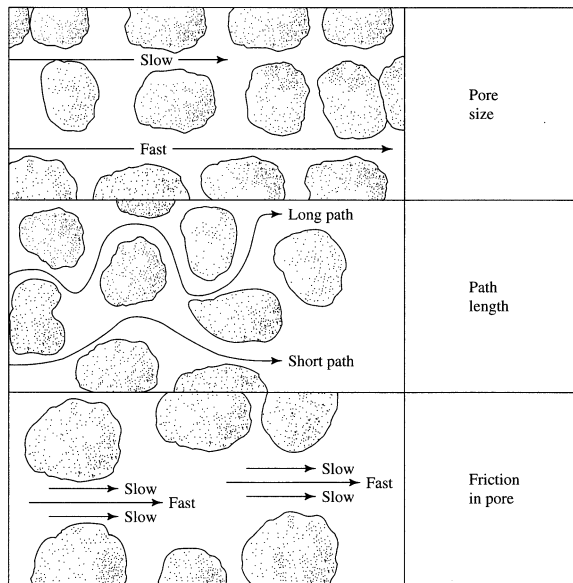 Slow
Pore
size
Fast
Long path
Path
length
Short path
Slow
Fast
Slow
Slow
Fast
Slow
Friction
in pore